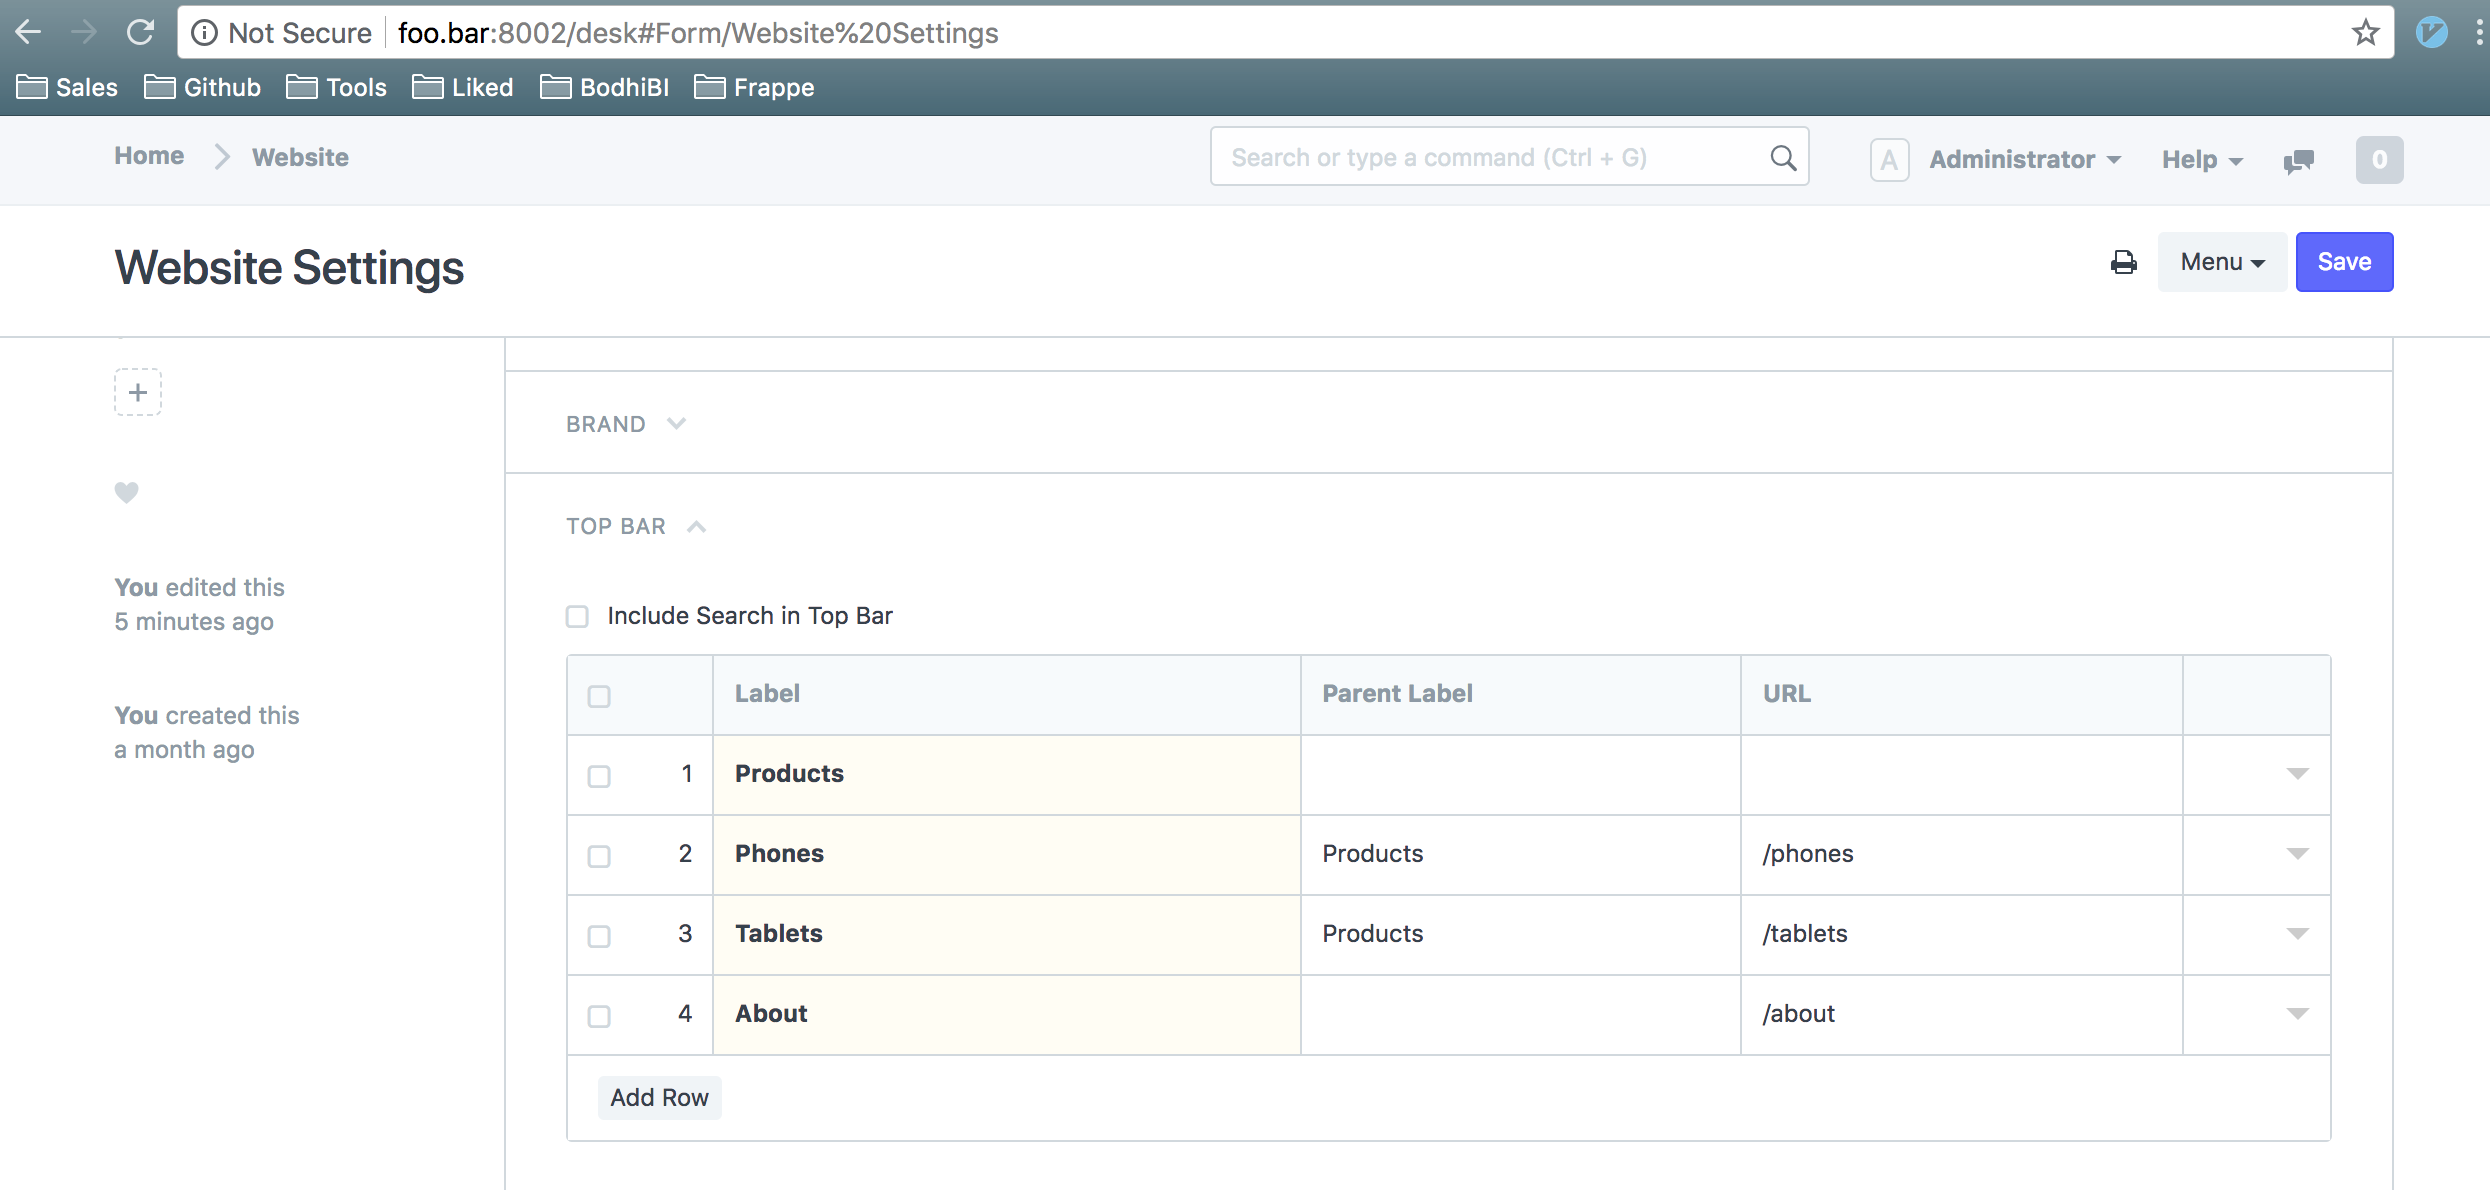 Not Secure foo.bar:8002/desk#Form/Website%20Settings
Sales Github Tools Liked BodhiBI Frappe
Home Website Search or type a command (Ctrl + G) A Administrator Help 0
Website Settings Menu Save
BRAND
TOP BAR
You edited this
5 minutes ago
You created this
a month ago
Include Search in Top Bar
Label Parent Label URL
1 Products
2 Phones Products /phones
3 Tablets Products /tablets
4 About /about
Add Row